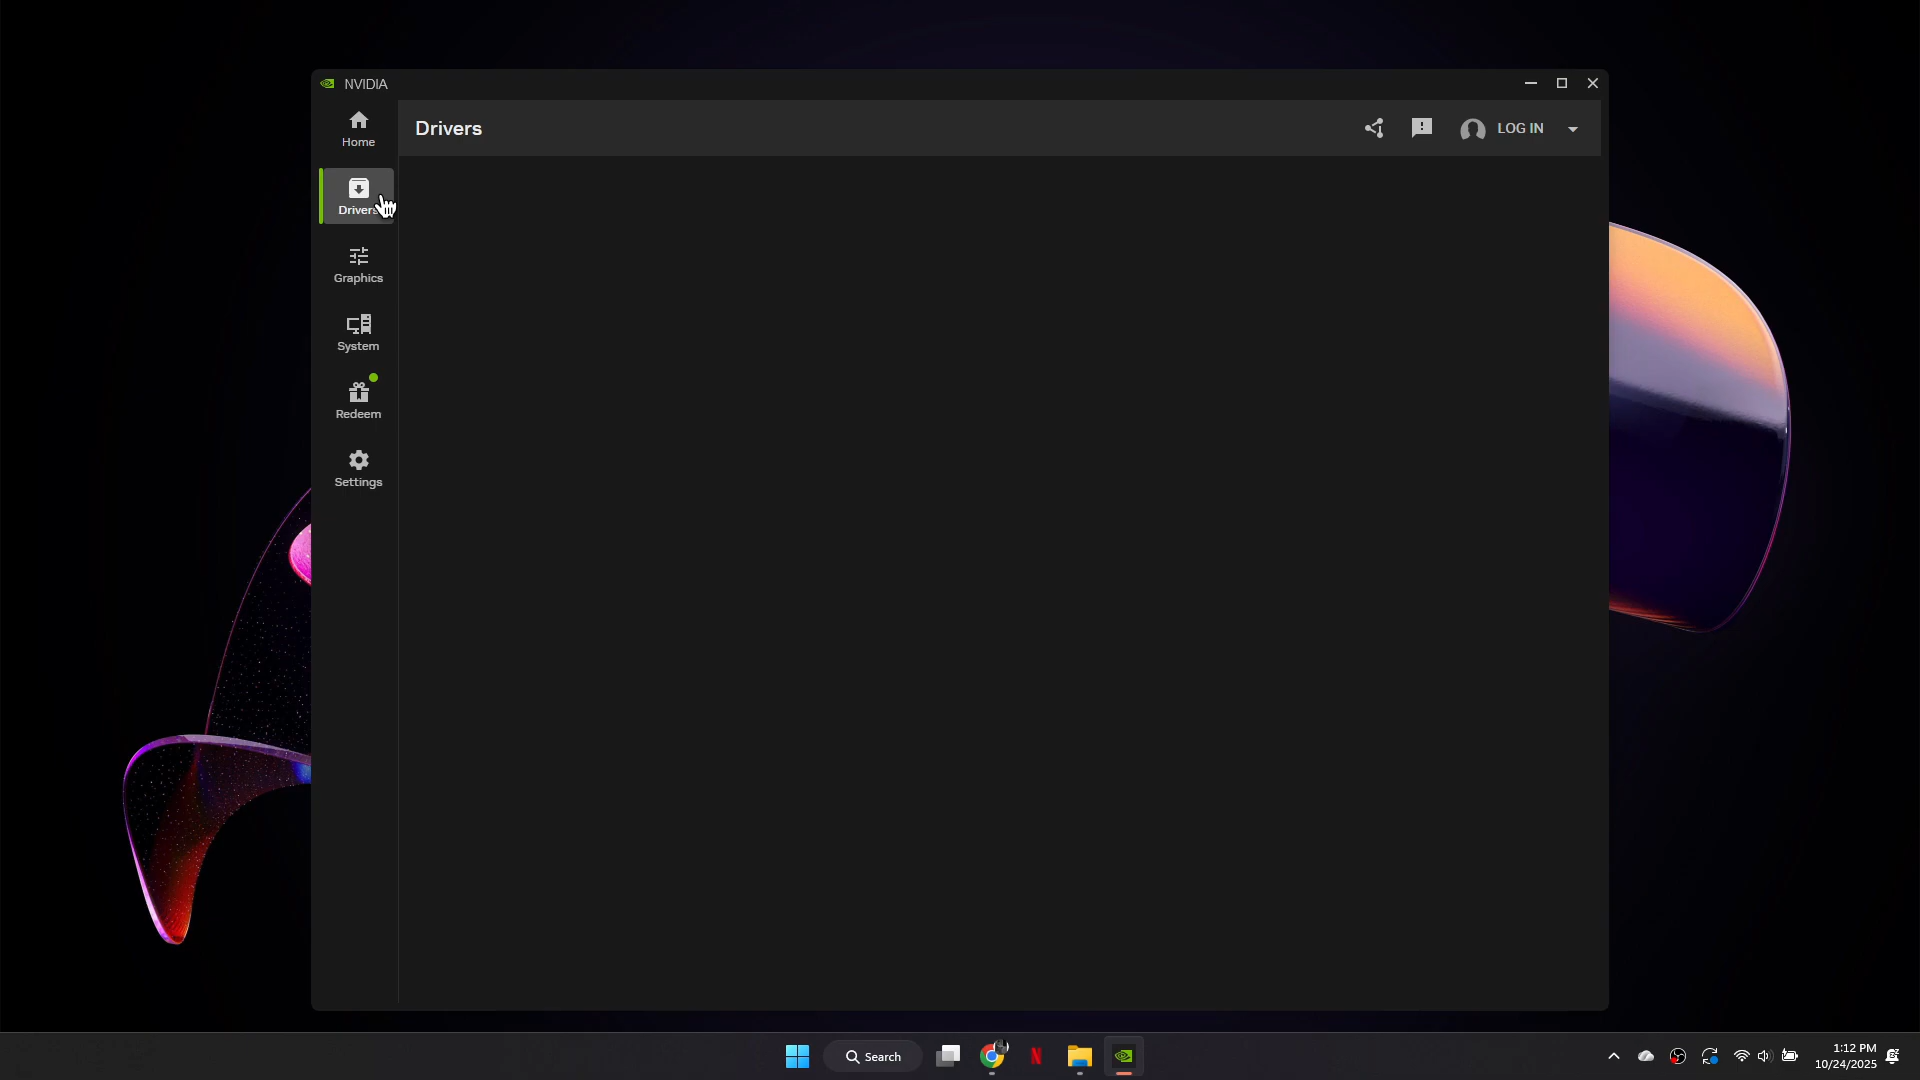 NVIDIA
Home
Drivers
LOG IN
Drivers
Graphics
System
Redeem
Settings
Search
1:12 PM
10/24/2025